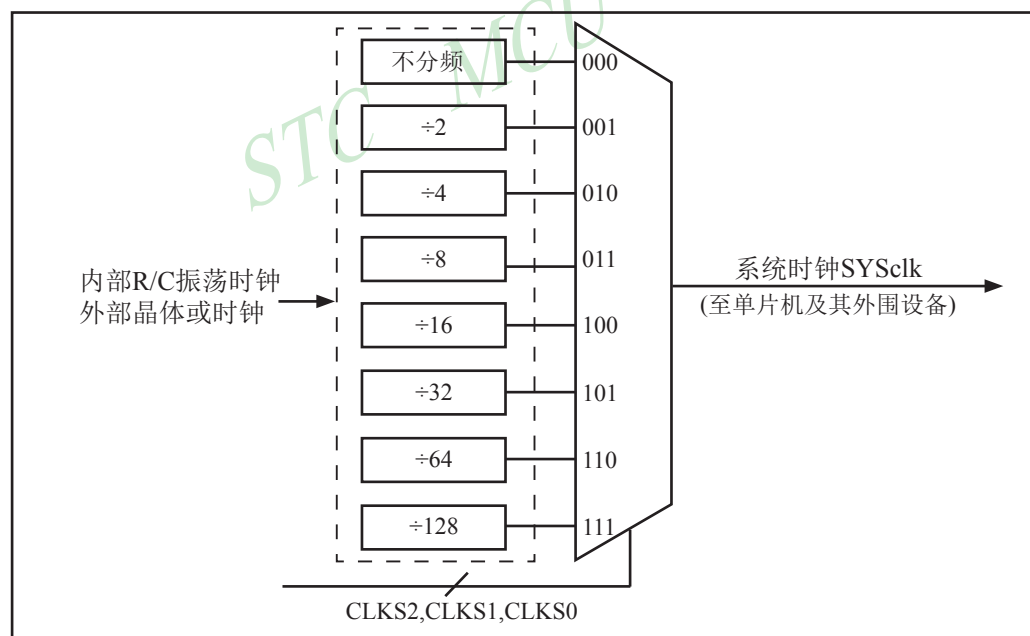 STC MCU
不分频
000
÷2
001
÷4
010
÷8
011
÷16
100
÷32
101
÷64
110
÷128
111
内部R/C振荡时钟
外部晶体或时钟
系统时钟SYSclk
(至单片机及其外围设备)
CLKS2,CLKS1,CLKS0